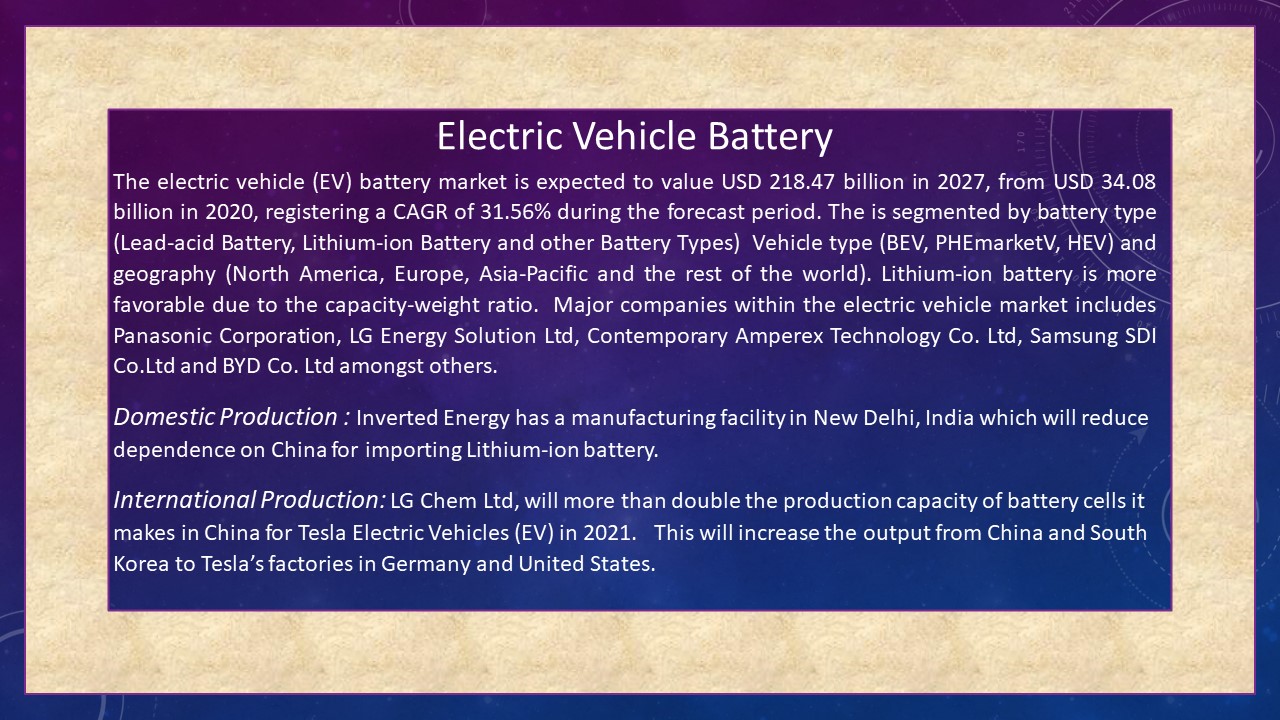 Electric Vehicle Battery
The electric vehicle (EV) battery market is expected to value USD 218.47 billion in 2027, from USD 34.08
billion in 2020, registering a CAGR of 31.56% during the forecast period. The is segmented by battery type
(Lead-acid Battery, Lithium-ion Battery and other Battery Types)  Vehicle type (BEV, PHEmarketV, HEV) and
geography (North America, Europe, Asia-Pacific and the rest of the world). Lithium-ion battery is more
favorable due to the capacity-weight ratio.  Major companies within the electric vehicle market includes
Panasonic Corporation, LG Energy Solution Ltd, Contemporary Amperex Technology Co. Ltd, Samsung SDI
Co.Ltd and BYD Co. Ltd amongst others.
Domestic Production : Inverted Energy has a manufacturing facility in New Delhi, India which will reduce
dependence on China for importing Lithium-ion battery.
International Production: LG Chem Ltd, will more than double the production capacity of battery cells it
makes in China for Tesla Electric Vehicles (EV) in 2021.   This will increase the output from China and South
Korea to Tesla's factories in Germany and United States.